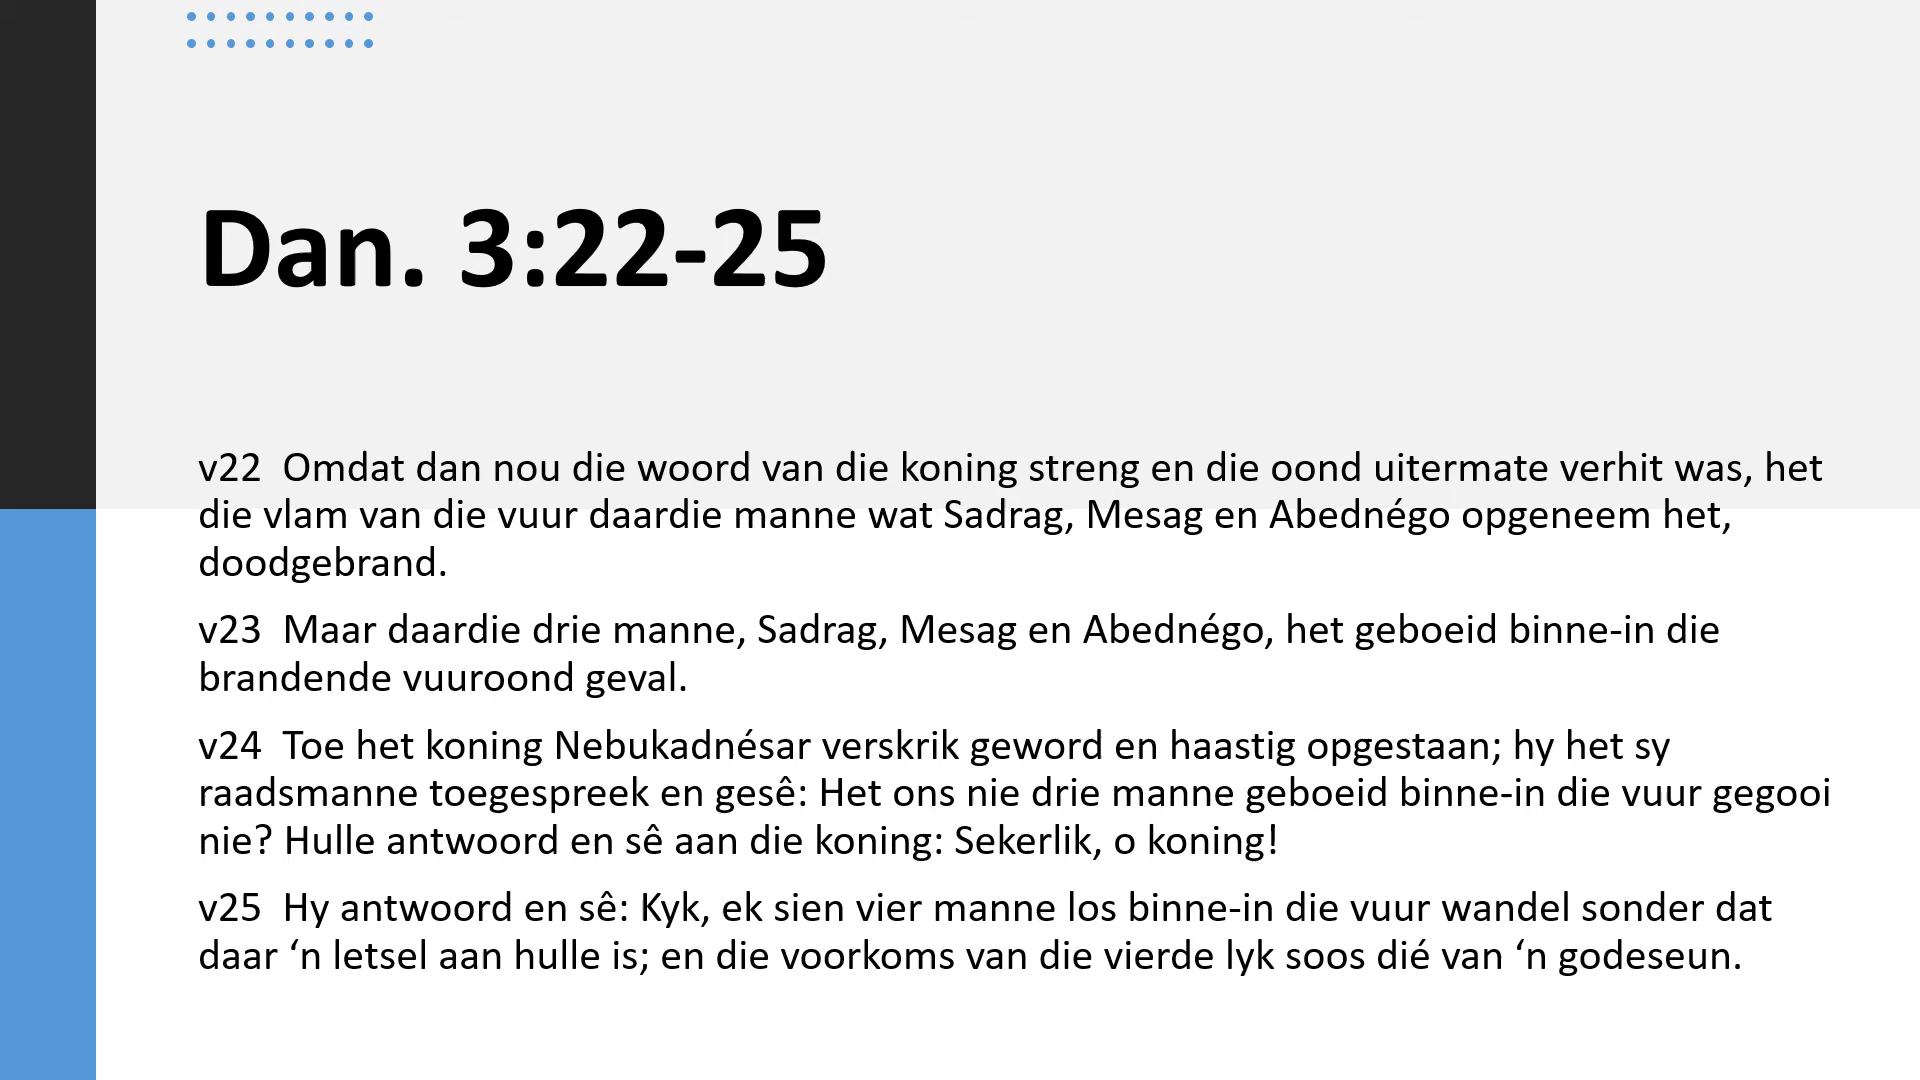 Dan. 3:22-25
v22  Omdat dan nou die woord van die koning streng en die oond uitermate verhit was, het
die vlam van die vuur daardie manne wat Sadrag, Mesag en Abednégo opgeneem het,
doodgebrand.
v23  Maar daardie drie manne, Sadrag, Mesag en Abednégo, het geboeid binne-in die
brandende vuuroond geval.
v24  Toe het koning Nebukadnésar verskrik geword en haastig opgestaan; hy het sy
raadsmanne toegespreek en gesê: Het ons nie drie manne geboeid binne-in die vuur gegooi
nie? Hulle antwoord en sê aan die koning: Sekerlik, o koning!
v25  Hy antwoord en sê: Kyk, ek sien vier manne los binne-in die vuur wandel sonder dat
daar ‘n letsel aan hulle is; en die voorkoms van die vierde lyk soos dié van ‘n godeseun.